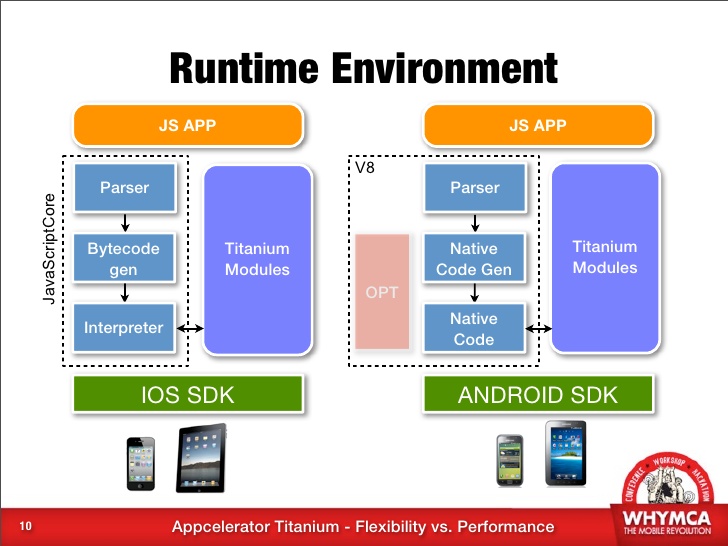 Runtime Environment
JS APP
JS APP
JavaScriptCore
Parser
Bytecode
gen
Interpreter
Titanium
Modules
V8
OPT
Parser
Native
Code Gen
Native
Code
Titanium
Modules
IOS SDK
ANDROID SDK
CONFERENCE WORKSHOP HACKATHON
WHYMCA
THE MOBILE REVOLUTION
10
Appcelerator Titanium - Flexibility vs. Performance